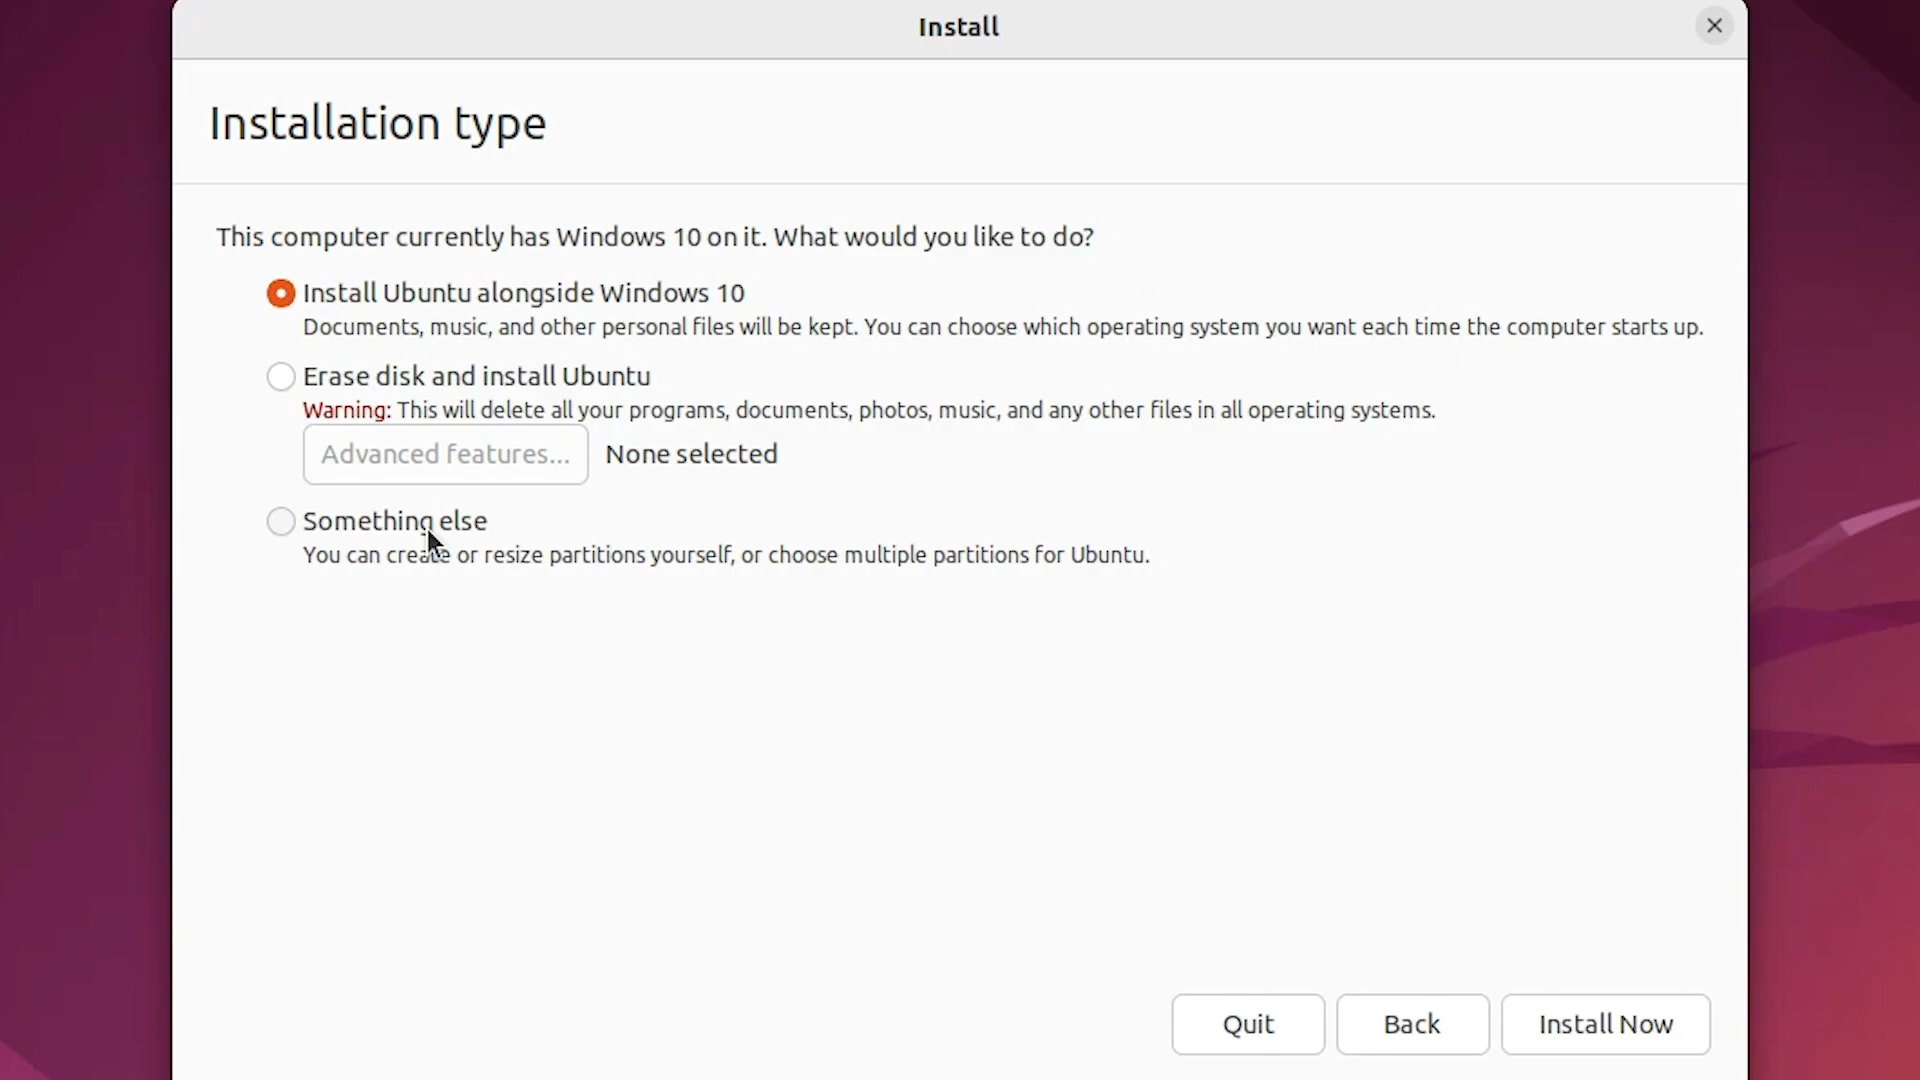 Install
Installation type
This computer currently has Windows 10 on it. What would you like to do?
Install Ubuntu alongside Windows 10
Documents, music, and other personal files will be kept. You can choose which operating system you want each time the computer starts up.
Erase disk and install Ubuntu
Warning: This will delete all your programs, documents, photos, music, and any other files in all operating systems.
Advanced features... None selected
Something else
You can create or resize partitions yourself, or choose multiple partitions for Ubuntu.
Quit Back Install Now